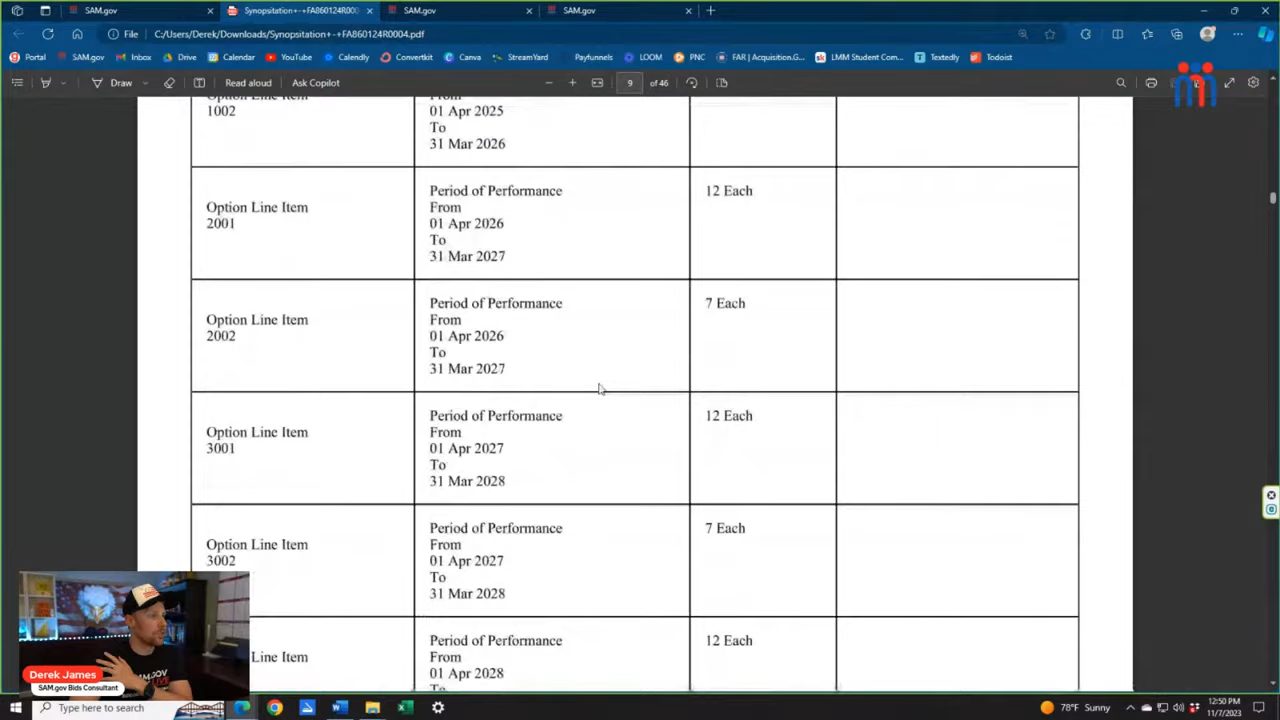 SAM.gov
Synopsitation+-+FA860124R000
SAM.gov
SAM.gov
File
C:/Users/Derek/Downloads/Synopsitation+-+FA860124R0004.pdf
Portal
SAM.gov
Inbox
Drive
YouTube
Calendly
Convertkit
Canva
StreamYard
Payfunnels
LOOM
PNC
FAR | Acquisition.G...
LMM Student Com...
Textedly
Todoist
Draw
Read aloud
Ask Copilot
9
of 46
Option Line Item
1002
From
01 Apr 2025
To
31 Mar 2026
Option Line Item
2001
Period of Performance
From
01 Apr 2026
To
31 Mar 2027
12 Each
Option Line Item
2002
Period of Performance
From
01 Apr 2026
To
31 Mar 2027
7 Each
Option Line Item
3001
Period of Performance
From
01 Apr 2027
To
31 Mar 2028
12 Each
Option Line Item
3002
Period of Performance
From
01 Apr 2027
To
31 Mar 2028
7 Each
Line Item
Period of Performance
From
01 Apr 2028
To
12 Each
Derek James
SAM.gov Bids Consultant
Type here to search
78°F Sunny
12:50 PM
11/7/2023